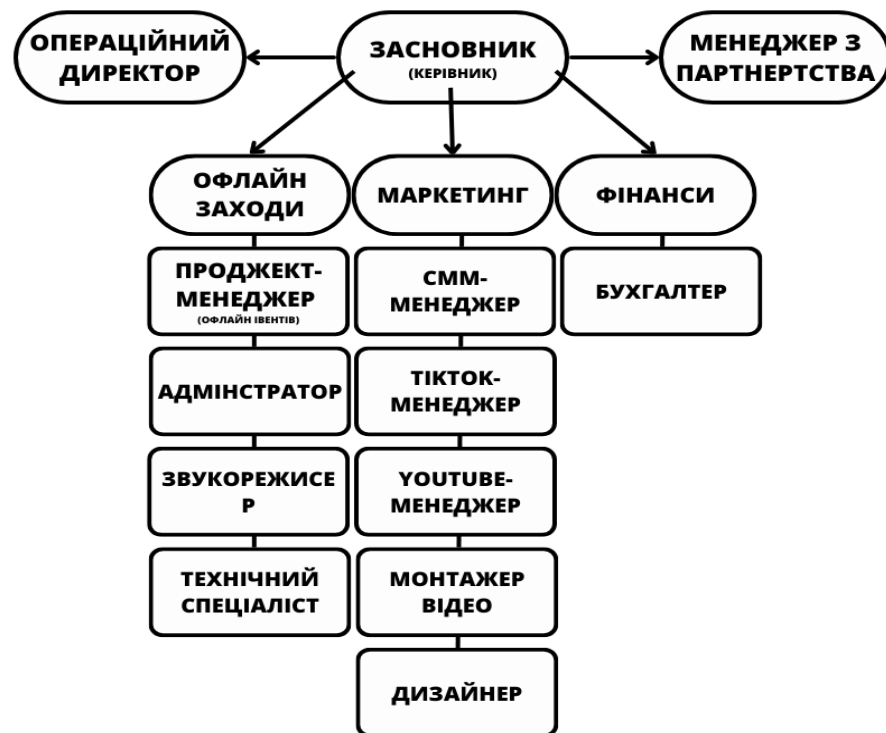 ОПЕРАЦІЙНИЙ
ДИРЕКТОР
ЗАСНОВНИК
(КЕРІВНИК)
МЕНЕДЖЕР З
ПАРТНЕРТСТВА
ОФЛАЙН
ЗАХОДИ
МАРКЕТИНГ
ФІНАНСИ
ПРОДЖЕКТ-
МЕНЕДЖЕР
(ОФЛАЙН ІВЕНТІВ)
СММ-
МЕНЕДЖЕР
БУХГАЛТЕР
АДМІНСТРАТОР
ТІКТОК-
МЕНЕДЖЕР
ЗВУКОРЕЖИСЕ
Р
YOUTUBE-
МЕНЕДЖЕР
ТЕХНІЧНИЙ
СПЕЦІАЛІСТ
МОНТАЖЕР
ВІДЕО
ДИЗАЙНЕР